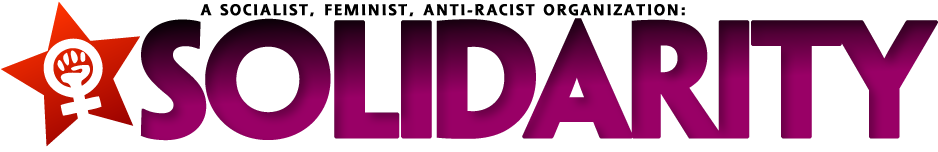 A SOCIALIST, FEMINIST, ANTI-RACIST ORGANIZATION:
SOLIDARITY